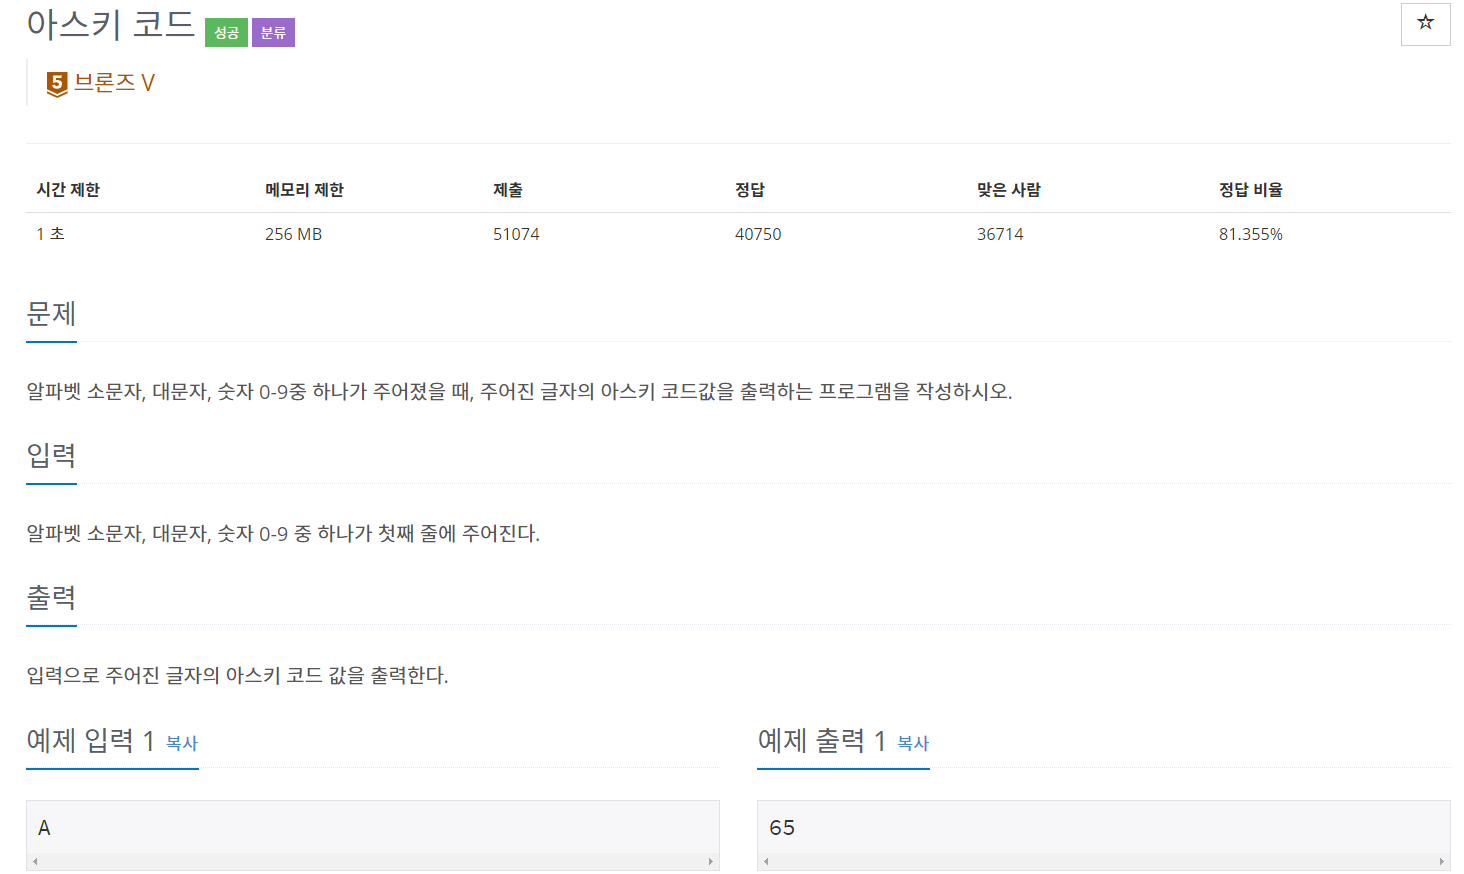 아스키 코드 성공 분류
☆
5 브론즈 V
시간 제한 메모리 제한 제출 정답 맞은 사람 정답 비율
1 초 256 MB 51074 40750 36714 81.355%
문제
알파벳 소문자, 대문자, 숫자 0-9중 하나가 주어졌을 때, 주어진 글자의 아스키 코드값을 출력하는 프로그램을 작성하시오.
입력
알파벳 소문자, 대문자, 숫자 0-9 중 하나가 첫째 줄에 주어진다.
출력
입력으로 주어진 글자의 아스키 코드 값을 출력한다.
예제 입력 1 복사
A
예제 출력 1 복사
65